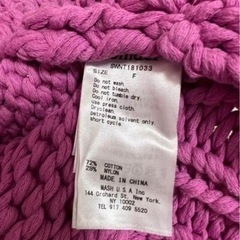 SWNT181033
SIZE F
Do not wash
Do not bleach
Do not tumble dry.
Cool iron.
Use press cloth.
Dryclean.
petroleum solvent only
short cycle.
72% COTTON
28% NYLON
MADE IN CHINA
MASH U.S.A Inc
144 Orchard St. New York,
NY 10002
TEL 917 409 5520